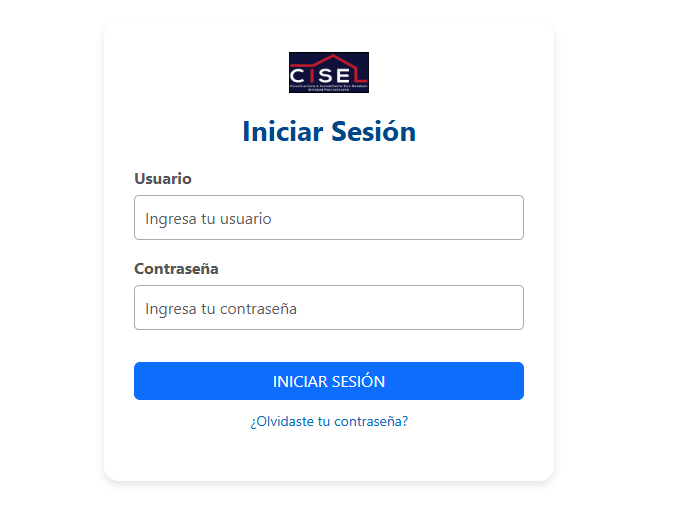 CISEL
Iniciar Sesión
Usuario
Ingresa tu usuario
Contraseña
Ingresa tu contraseña
INICIAR SESIÓN
¿Olvidaste tu contraseña?